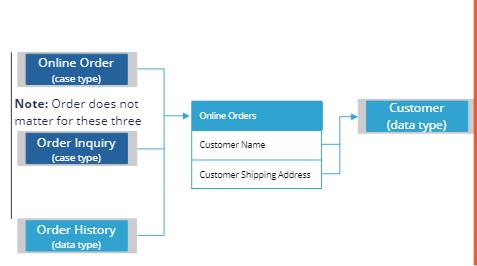 Online Order
(case type)
Note: Order does not
matter for these three
Order Inquiry
(case type)
Order History
(data type)
Online Orders
Customer Name
Customer Shipping Address
Customer
(data type)